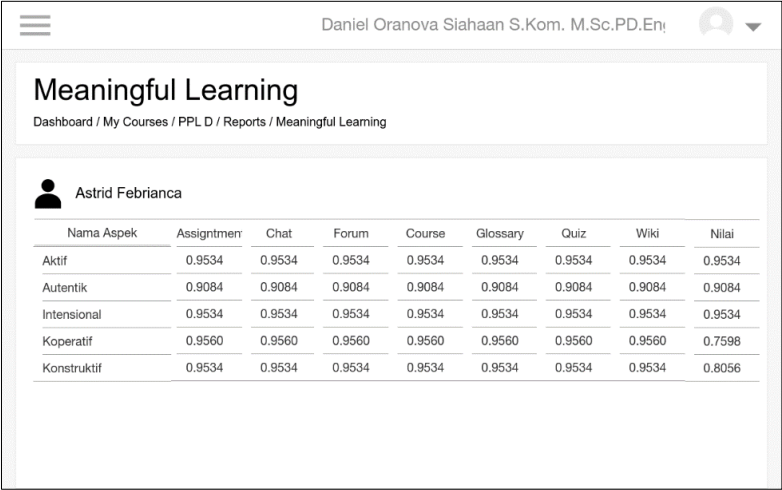 Daniel Oranova Siahaan S.Kom. M.Sc.PD.Eng
Meaningful Learning
Dashboard / My Courses / PPL D / Reports / Meaningful Learning
Astrid Febrianca
Nama Aspek Assigntmen Chat Forum Course Glossary Quiz Wiki Nilai
Aktif 0.9534 0.9534 0.9534 0.9534 0.9534 0.9534 0.9534 0.9534
Autentik 0.9084 0.9084 0.9084 0.9084 0.9084 0.9084 0.9084 0.9084
Intensional 0.9534 0.9534 0.9534 0.9534 0.9534 0.9534 0.9534 0.9534
Koperatif 0.9560 0.9560 0.9560 0.9560 0.9560 0.9560 0.9560 0.7598
Konstruktif 0.9534 0.9534 0.9534 0.9534 0.9534 0.9534 0.9534 0.8056